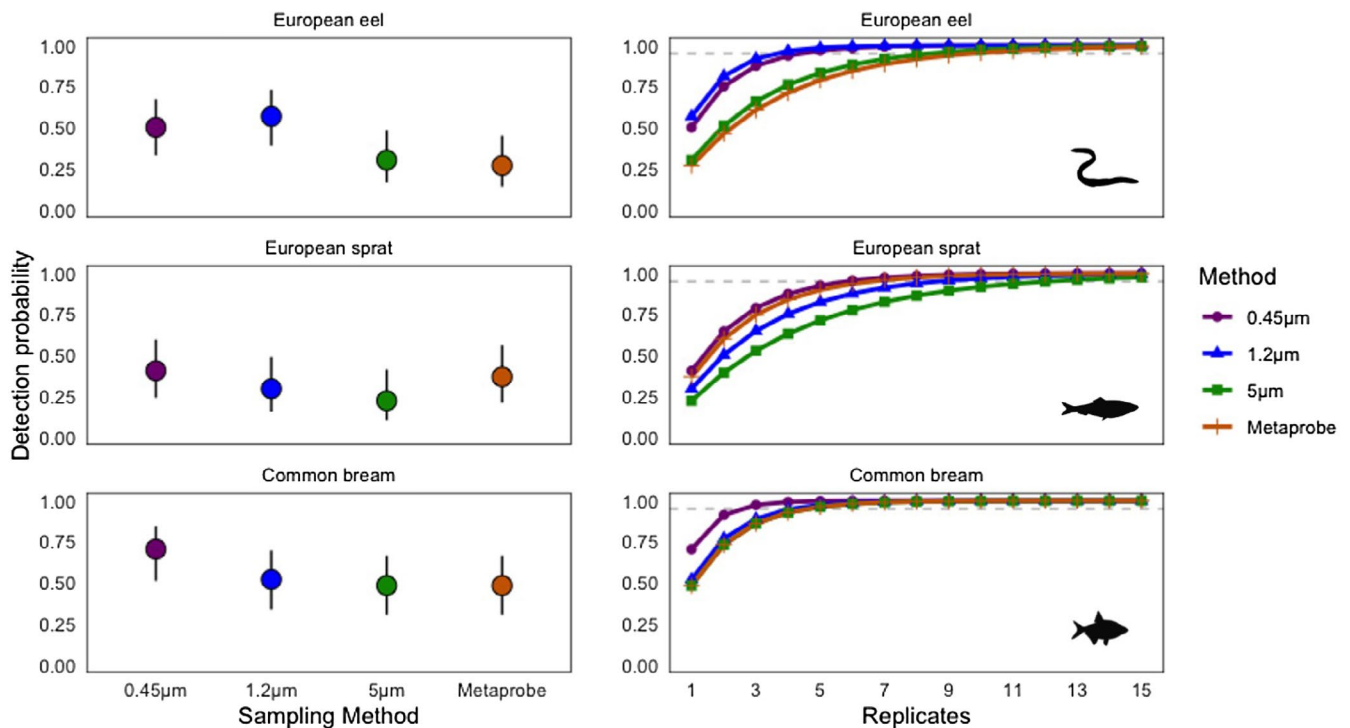 European eel
1.00
0.75
0.50
0.25
0.00
European eel
1.00
0.75
0.50
0.25
0.00
Detection probability
European sprat
1.00
0.75
0.50
0.25
0.00
European sprat
1.00
0.75
0.50
0.25
0.00
Common bream
1.00
0.75
0.50
0.25
0.00
0.45µm 1.2µm 5µm Metaprobe
Sampling Method
Common bream
1.00
0.75
0.50
0.25
0.00
1 3 5 7 9 11 13 15
Replicates
Method
0.45µm
1.2µm
5µm
Metaprobe